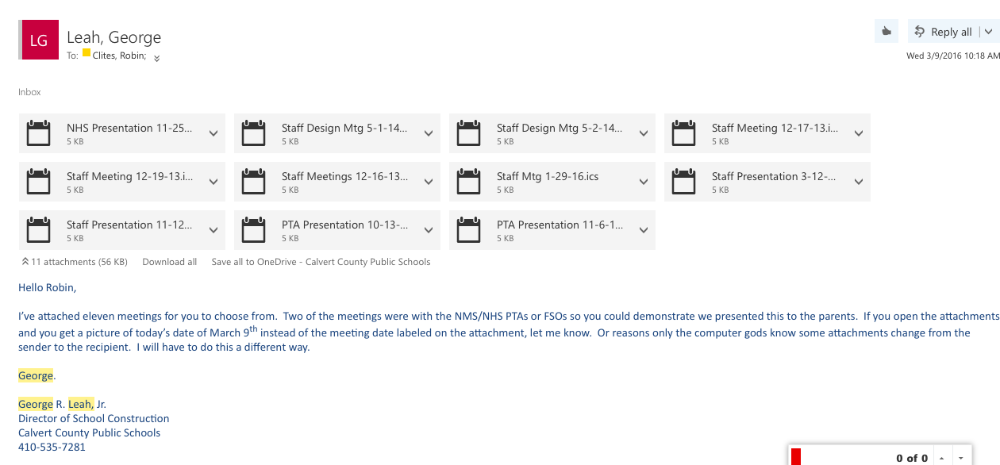 LG
Leah, George
To: Clites, Robin;
Reply all
Wed 3/9/2016 10:18 AM
Inbox
NHS Presentation 11-25...
5 KB
Staff Design Mtg 5-1-14...
5 KB
Staff Design Mtg 5-2-14...
5 KB
Staff Meeting 12-17-13.i...
5 KB
Staff Meeting 12-19-13.i...
5 KB
Staff Meetings 12-16-13...
5 KB
Staff Mtg 1-29-16.ics
5 KB
Staff Presentation 3-12-...
5 KB
Staff Presentation 11-12...
5 KB
PTA Presentation 10-13-...
5 KB
PTA Presentation 11-6-1...
5 KB
11 attachments (56 KB) Download all Save all to OneDrive - Calvert County Public Schools
Hello Robin,
I've attached eleven meetings for you to choose from. Two of the meetings were with the NMS/NHS PTAs or FSOs so you could demonstrate we presented this to the parents. If you open the attachments
and you get a picture of today's date of March 9th instead of the meeting date labeled on the attachment, let me know. Or reasons only the computer gods know some attachments change from the
sender to the recipient. I will have to do this a different way.
George.
George R. Leah, Jr.
Director of School Construction
Calvert County Public Schools
410-535-7281
0 of 0